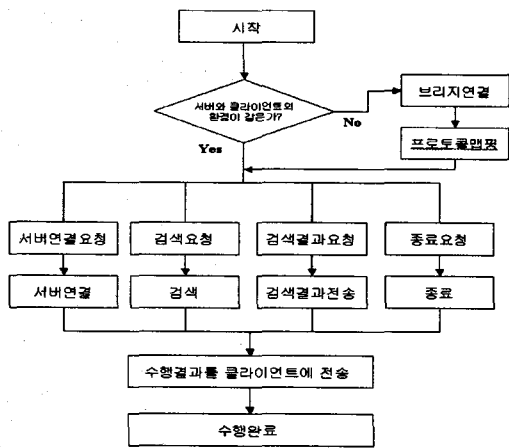 시작
서버와 클라이언트의
환경이 같은가?
브리지연결
No
프로토콜맵핑
Yes
서버연결요청
검색요청
검색결과요청
종료요청
서버연결
검색
검색결과전송
종료
수행결과를 클라이언트에 전송
수행완료